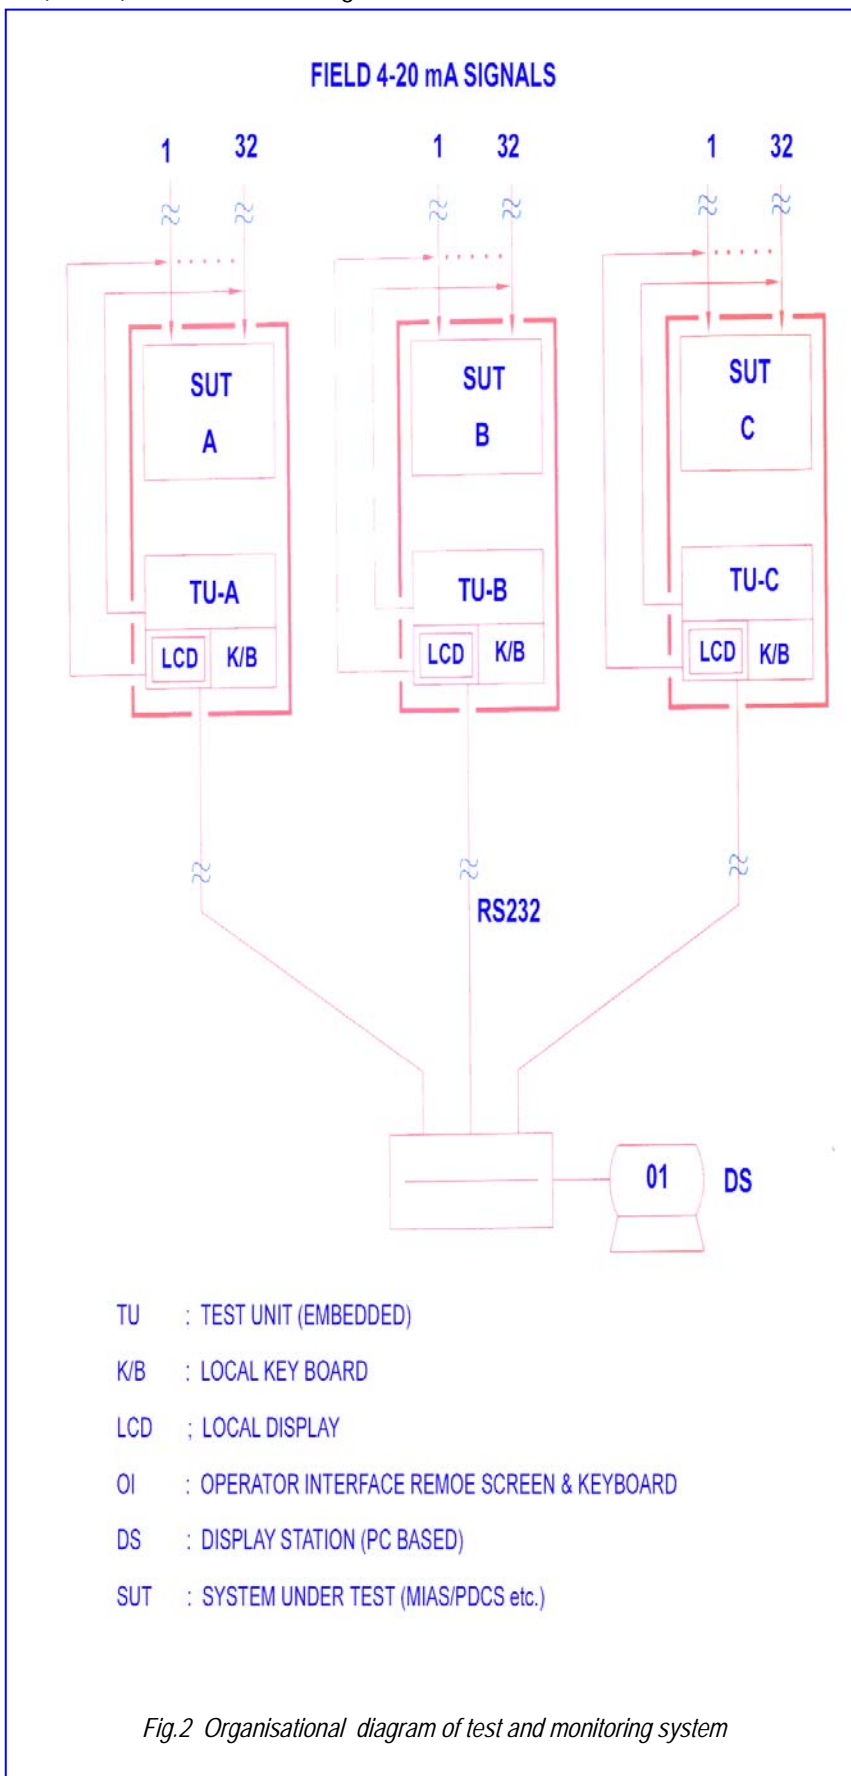 FIELD 4-20 mA SIGNALS
1 32 1 32 1 32
SUT A
SUT B
SUT C
TU-A
LCD K/B
TU-B
LCD K/B
TU-C
LCD K/B
RS232
01 DS
TU : TEST UNIT (EMBEDDED)
K/B : LOCAL KEY BOARD
LCD ; LOCAL DISPLAY
OI : OPERATOR INTERFACE REMOE SCREEN & KEYBOARD
DS : DISPLAY STATION (PC BASED)
SUT : SYSTEM UNDER TEST (MIAS/PDCS etc.)
Fig.2 Organisational diagram of test and monitoring system